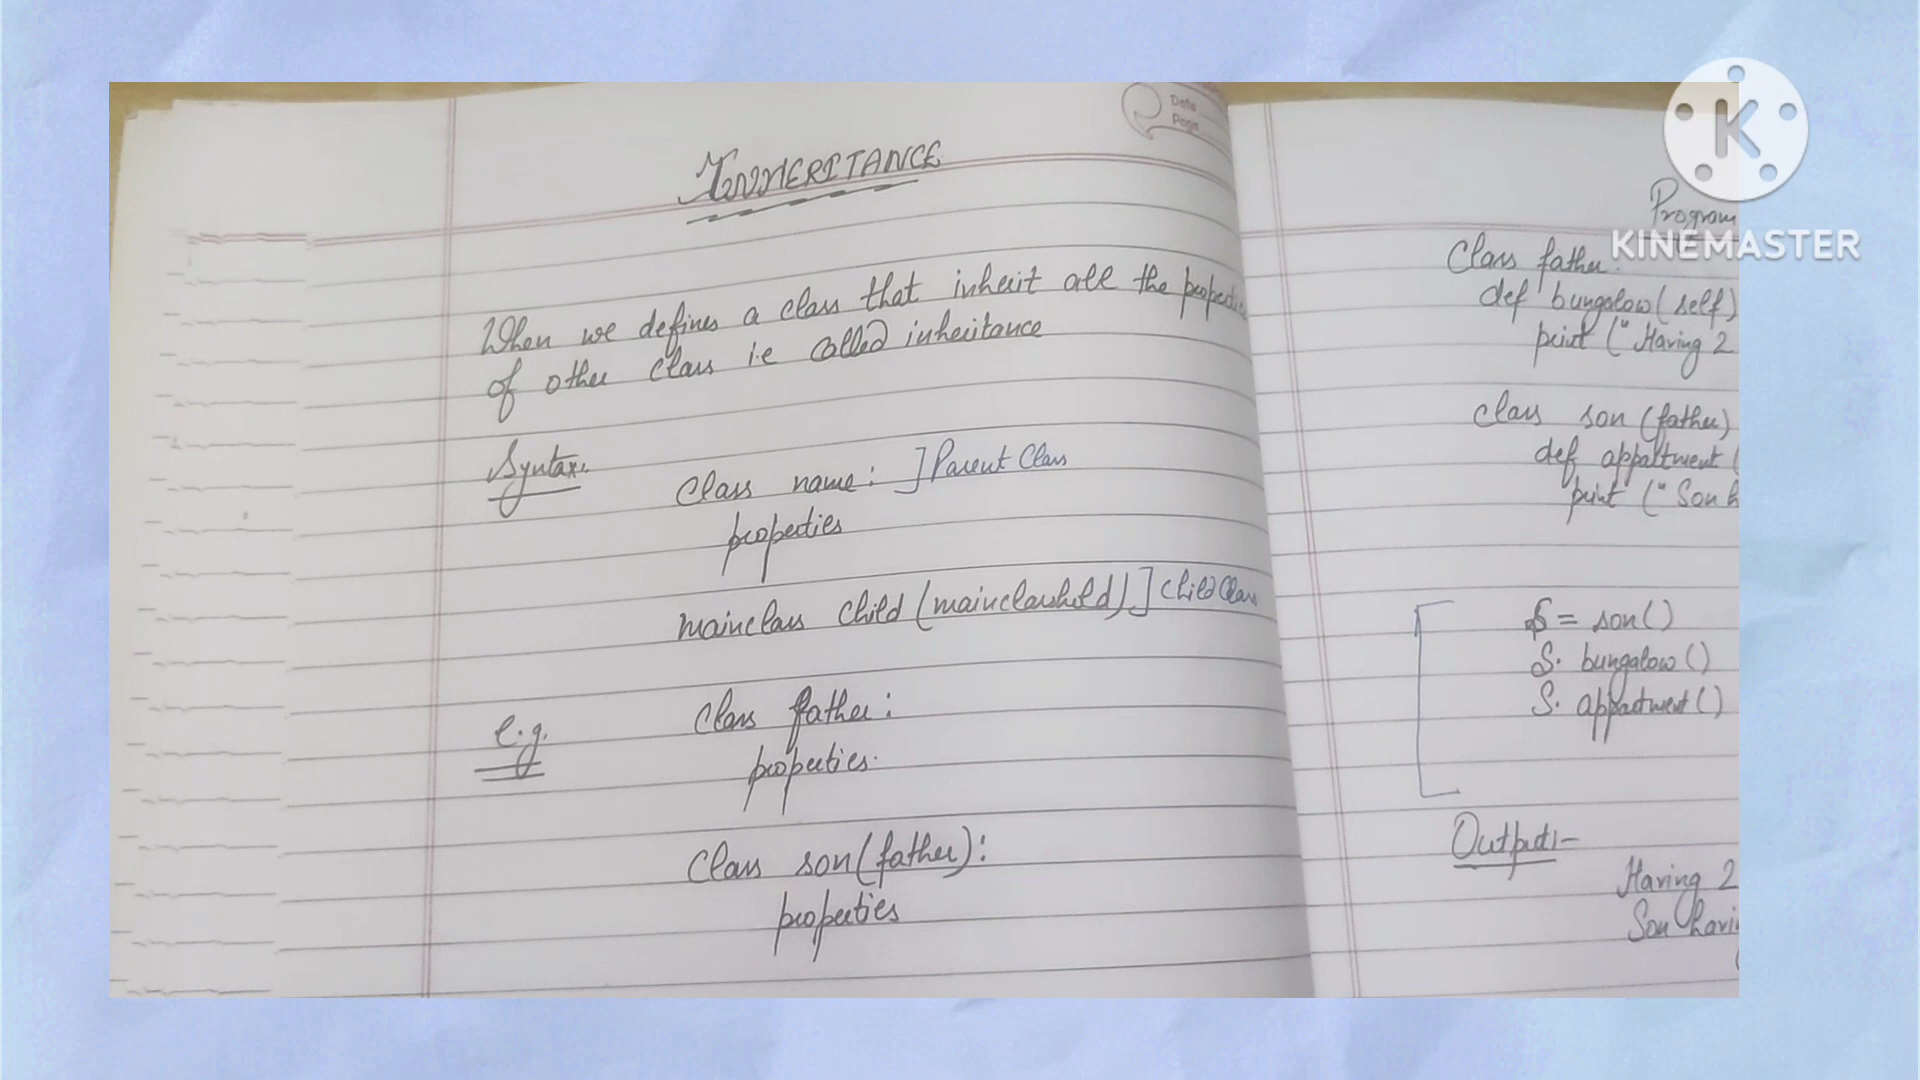 INHERITANCE
When we defines a class that inherit all the
of other class i.e called inheritance
Syntax:
Class name: ] Parent Class
properties
mainclass child ( ) ] Child Class
e.g.
Class father:
properties.
Class son(father):
properties
Date
Page
Program
Class father:
def bungalow(self)
print ("Having 2
class son (father)
def appartment (
print ("Son h
S = son()
S. bungalow()
S. appartment()
Output:-
Having 2
Son havi
K
KINEMASTER